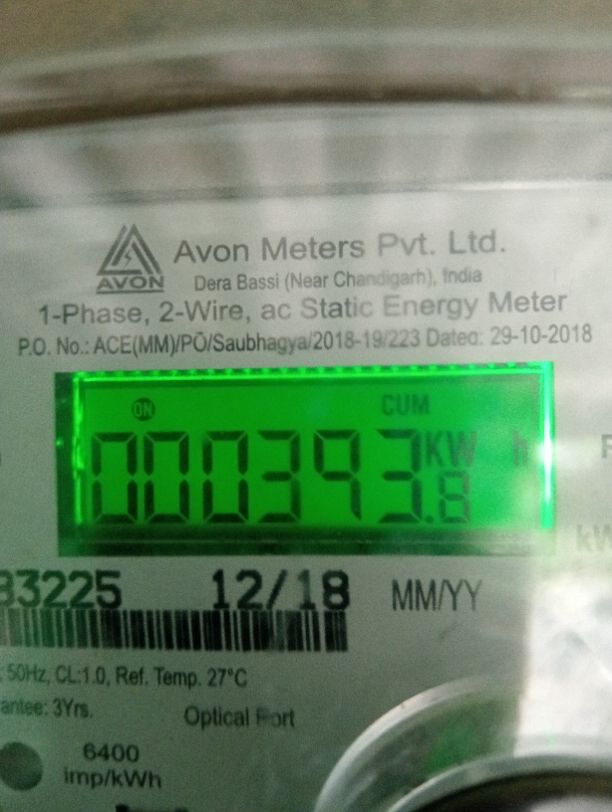 AVON
Avon Meters Pvt. Ltd.
Dera Bassi (Near Chandigarh), India
1-Phase, 2-Wire, ac Static Energy Meter
P.O. No.: ACE(MM)/PO/Saubhagya/2018-19/223 Dated: 29-10-2018
ON CUM
000393.8 KW h
kW
83225 12/18 MM/YY
50Hz, CL:1.0, Ref. Temp. 27°C
antee: 3Yrs. Optical Port
6400
imp/kWh